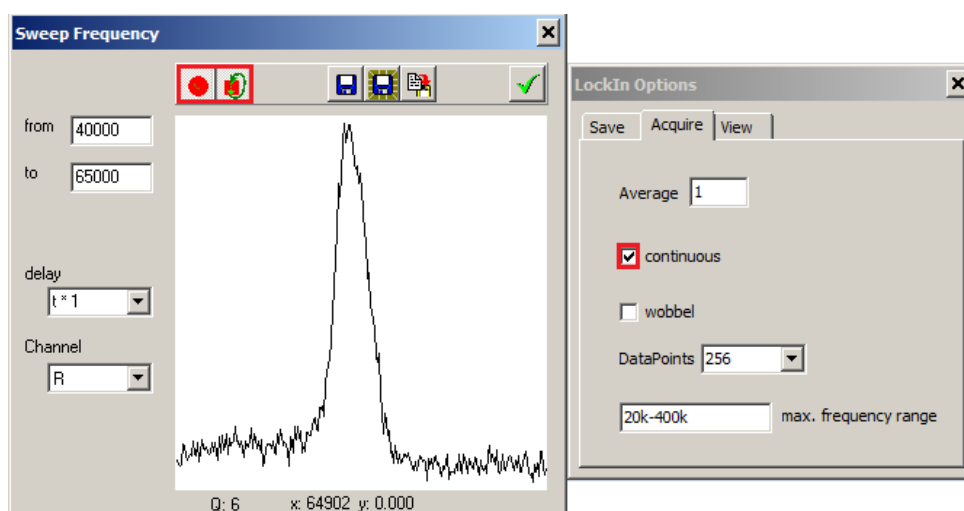 Sweep Frequency
from 40000
to 65000
delay
t * 1
Channel
R
Q: 6 x: 64902 y: 0.000
LockIn Options
Save Acquire View
Average 1
continuous
wobbel
DataPoints 256
20k-400k max. frequency range